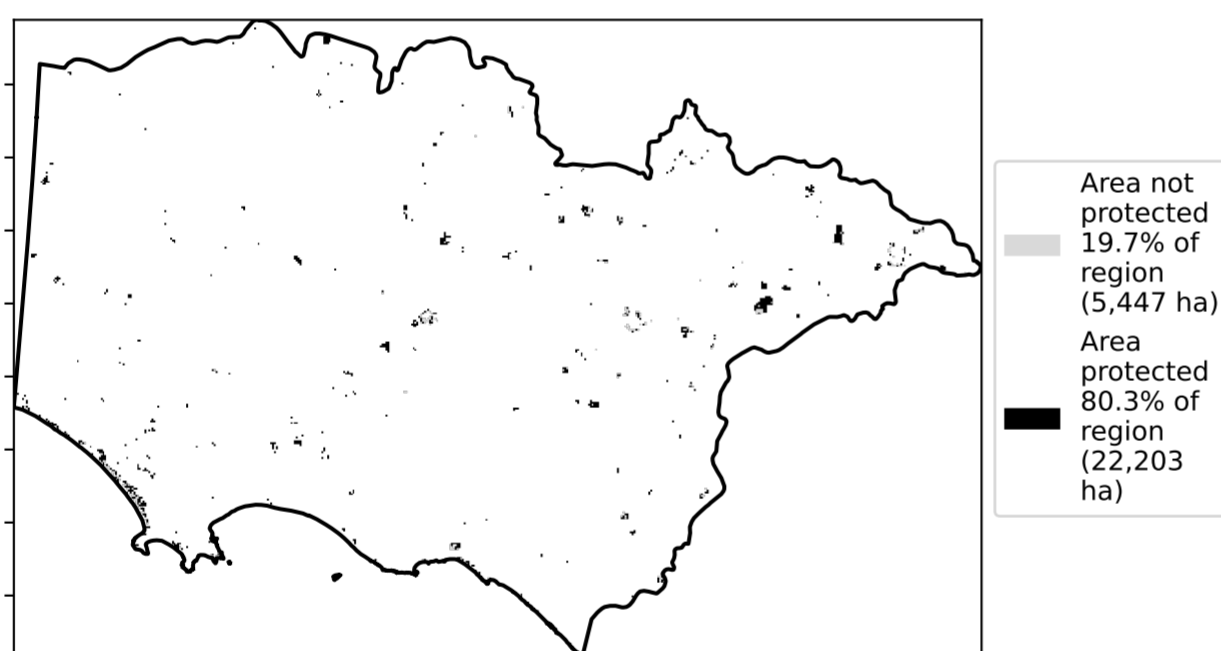 Area not
protected
19.7% of
region
(5,447 ha)
Area
protected
80.3% of
region
(22,203
ha)